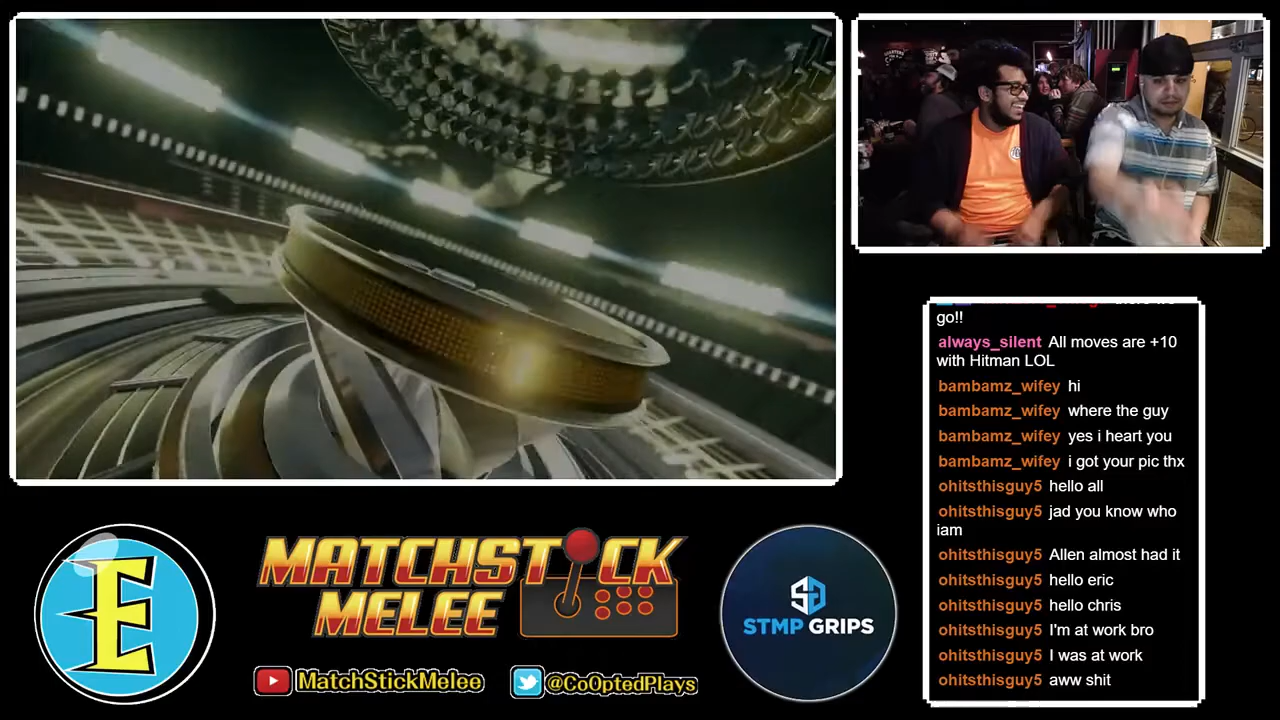 go!!
always_silent All moves are +10
with Hitman LOL
bambamz_wifey hi
bambamz_wifey where the guy
bambamz_wifey yes i heart you
bambamz_wifey i got your pic thx
ohitsthisguy5 hello all
ohitsthisguy5 jad you know who
iam
ohitsthisguy5 Allen almost had it
ohitsthisguy5 hello eric
ohitsthisguy5 hello chris
ohitsthisguy5 I'm at work bro
ohitsthisguy5 I was at work
ohitsthisguy5 aww shit
E
MATCHSTICK
MELEE
MatchStickMelee
@CoOptedPlays
SG
STMP GRIPS